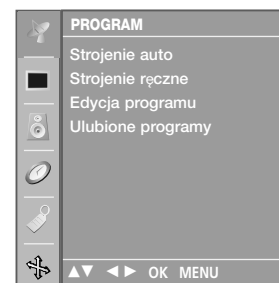 PROGRAM
Strojenie auto
Strojenie ręczne
Edycja programu
Ulubione programy
▲▼ ◄► OK MENU